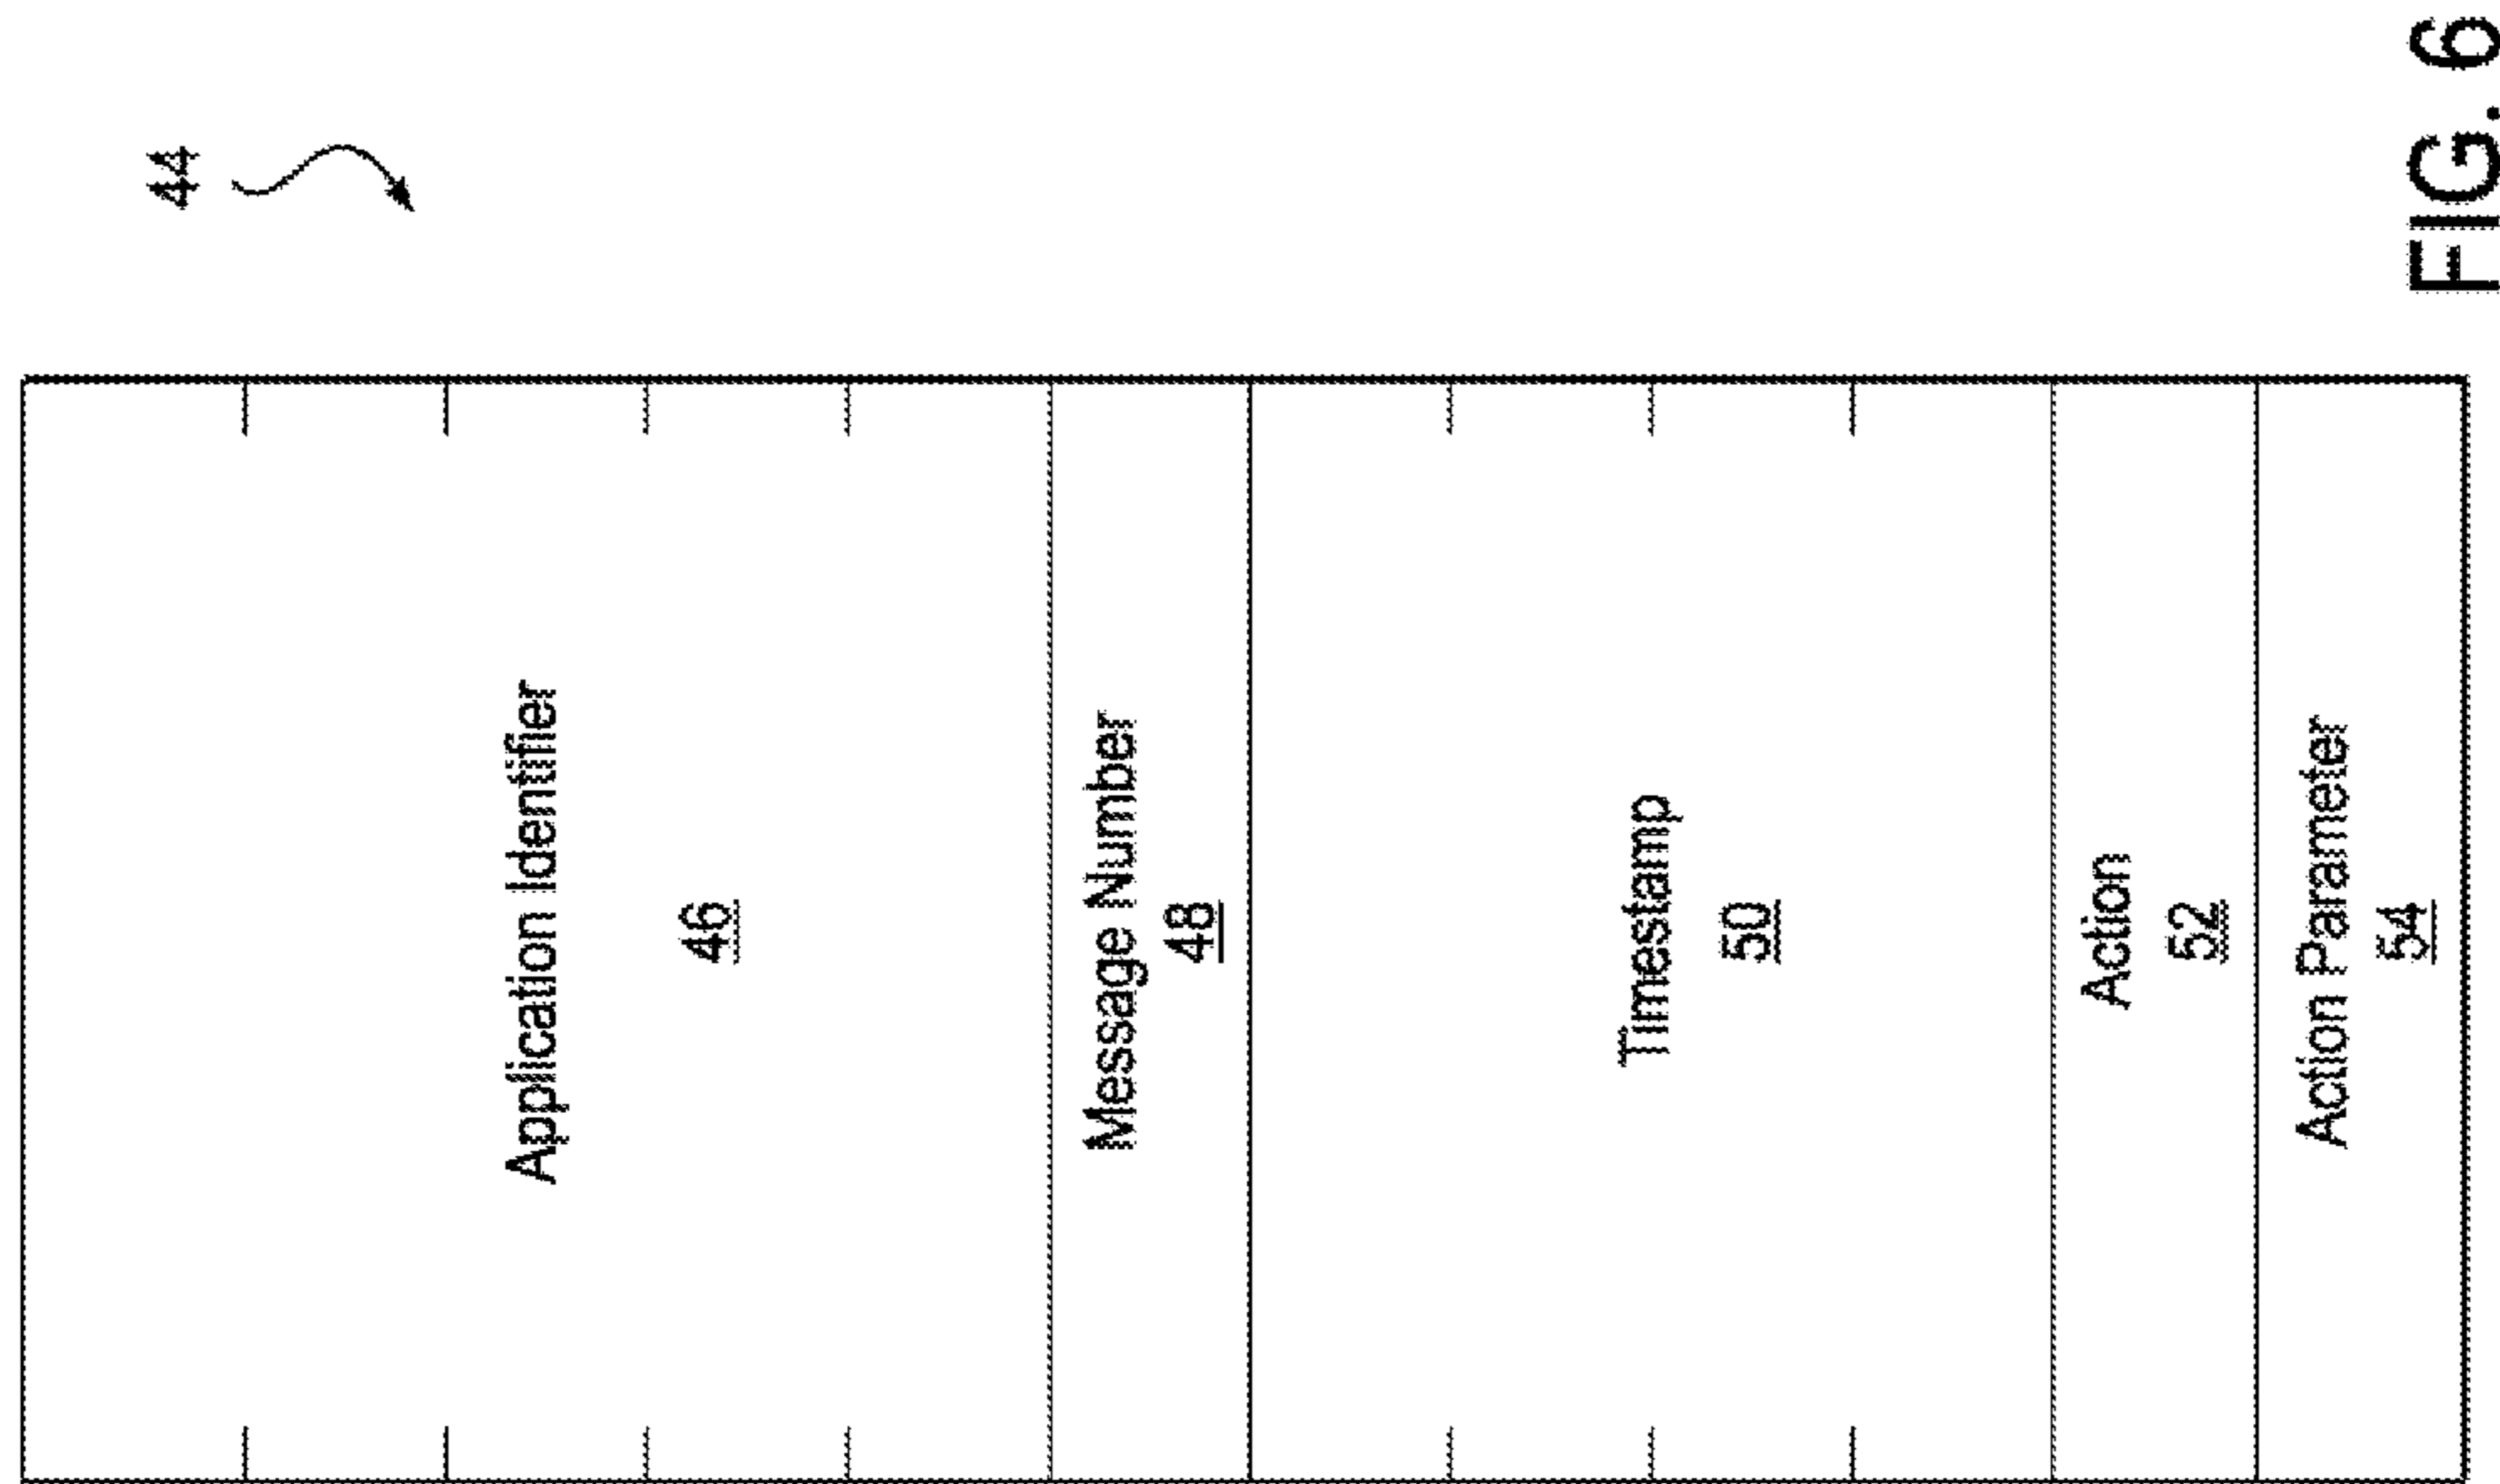 44
Application Identifier
46
Message Number
48
Timestamp
50
Action
52
Action Parameter
54
FIG. 6